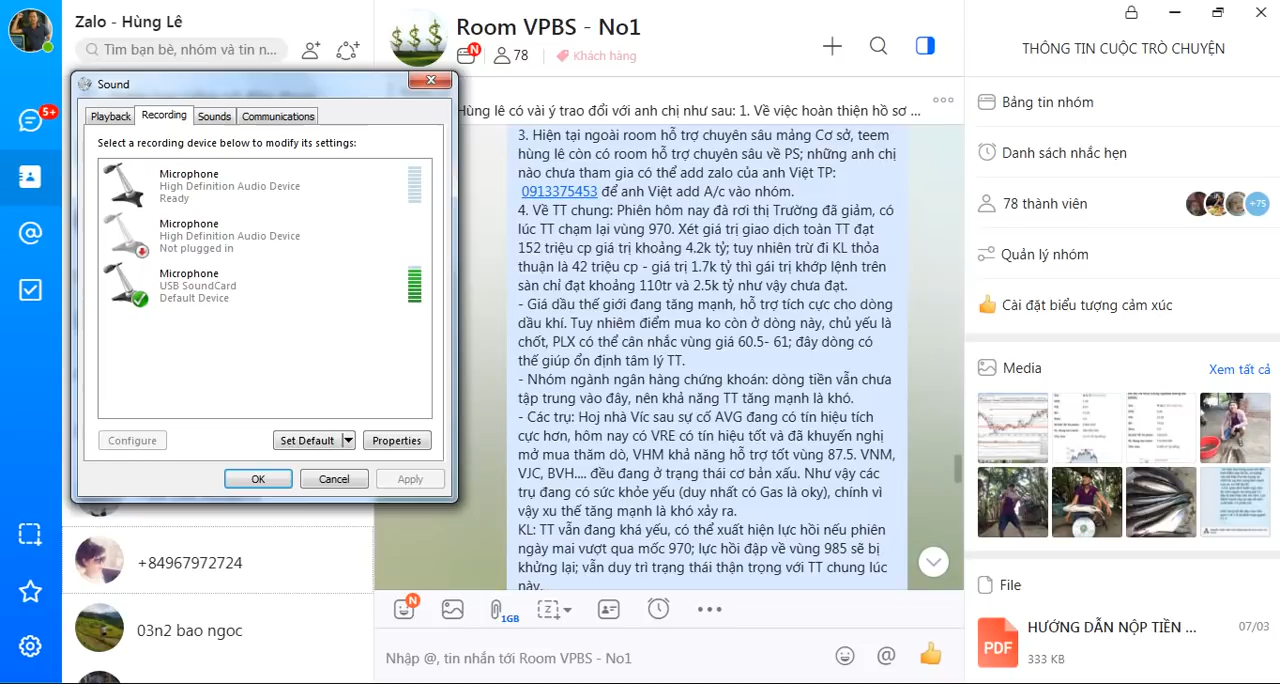 Zalo - Hùng Lê
Tìm bạn bè, nhóm và tin n...
5+
Sound
Playback
Recording
Sounds
Communications
Select a recording device below to modify its settings:
Microphone
High Definition Audio Device
Ready
Microphone
High Definition Audio Device
Not plugged in
Microphone
USB SoundCard
Default Device
Configure
Set Default
Properties
OK
Cancel
Apply
+84967972724
03n2 bao ngoc
Room VPBS - No1
N
78
Khách hàng
Hùng lê có vài ý trao đổi với anh chị như sau: 1. Về việc hoàn thiện hồ sơ ...
3. Hiện tại ngoài room hỗ trợ chuyên sâu mảng Cơ sở, teem
hùng lê còn có room hỗ trợ chuyên sâu về PS; những anh chị
nào chưa tham gia có thể add zalo của anh Việt TP:
0913375453 để anh Việt add A/c vào nhóm.
4. Về TT chung: Phiên hôm nay đà rơi thị Trường đã giảm, có
lúc TT chạm lại vùng 970. Xét giá trị giao dịch toàn TT đạt
152 triệu cp giá trị khoảng 4.2k tỷ; tuy nhiên trừ đi KL thỏa
thuận là 42 triệu cp - giá trị 1.7k tỷ thì gái trị khớp lệnh trên
sàn chỉ đạt khoảng 110tr và 2.5k tỷ như vậy chưa đạt.
- Giá dầu thế giới đang tăng mạnh, hỗ trợ tích cực cho dòng
dầu khí. Tuy nhiên điểm mua ko còn ở dòng này, chủ yếu là
chốt, PLX có thể cân nhắc vùng giá 60.5- 61; đây dòng có
thế giúp ổn định tâm lý TT.
- Nhóm ngành ngân hàng chứng khoán: dòng tiền vẫn chưa
tập trung vào đây, nên khả năng TT tăng mạnh là khó.
- Các trụ: Hoj nhà Víc sau sự cố AVG đang có tín hiệu tích
cực hơn, hôm nay có VRE có tín hiệu tốt và đã khuyến nghị
mở mua thăm dò, VHM khả năng hỗ trợ tốt vùng 87.5. VNM,
VJC, BVH.... đều đang ở trạng thái cơ bản xấu. Như vậy các
trụ đang có sức khỏe yếu (duy nhất có Gas là oky), chính vì
vậy xu thế tăng mạnh là khó xảy ra.
KL: TT vẫn đang khá yếu, có thể xuất hiện lực hồi nếu phiên
ngày mai vượt qua mốc 970; lực hồi đập về vùng 985 sẽ bị
khửng lại; vẫn duy trì trạng thái thận trọng với TT chung lúc
này.
N
1GB
Nhập @, tin nhắn tới Room VPBS - No1
THÔNG TIN CUỘC TRÒ CHUYỆN
Bảng tin nhóm
Danh sách nhắc hẹn
78 thành viên
+75
Quản lý nhóm
Cài đặt biểu tượng cảm xúc
Media
Xem tất cả
File
PDF
HƯỚNG DẪN NỘP TIỀN ...
07/03
333 KB